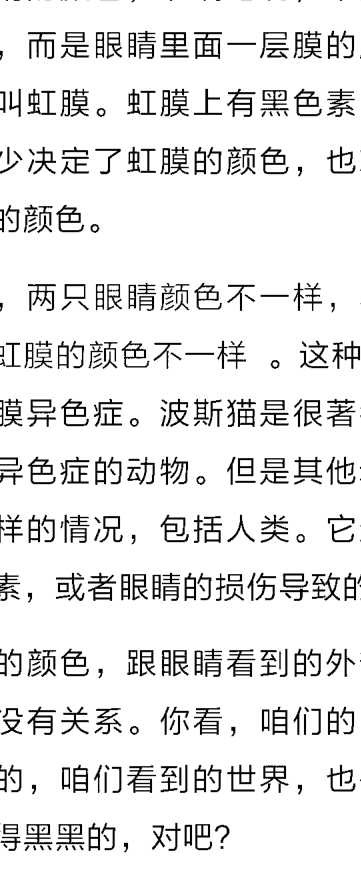 ，而是眼睛里面一层膜的
叫虹膜。虹膜上有黑色素
少决定了虹膜的颜色，也
的颜色。
，两只眼睛颜色不一样，
虹膜的颜色不一样 。这种
膜异色症。波斯猫是很著
异色症的动物。但是其他
样的情况，包括人类。它
素，或者眼睛的损伤导致的
的颜色，跟眼睛看到的外
没有关系。你看，咱们的
的，咱们看到的世界，也
得黑黑的，对吧？